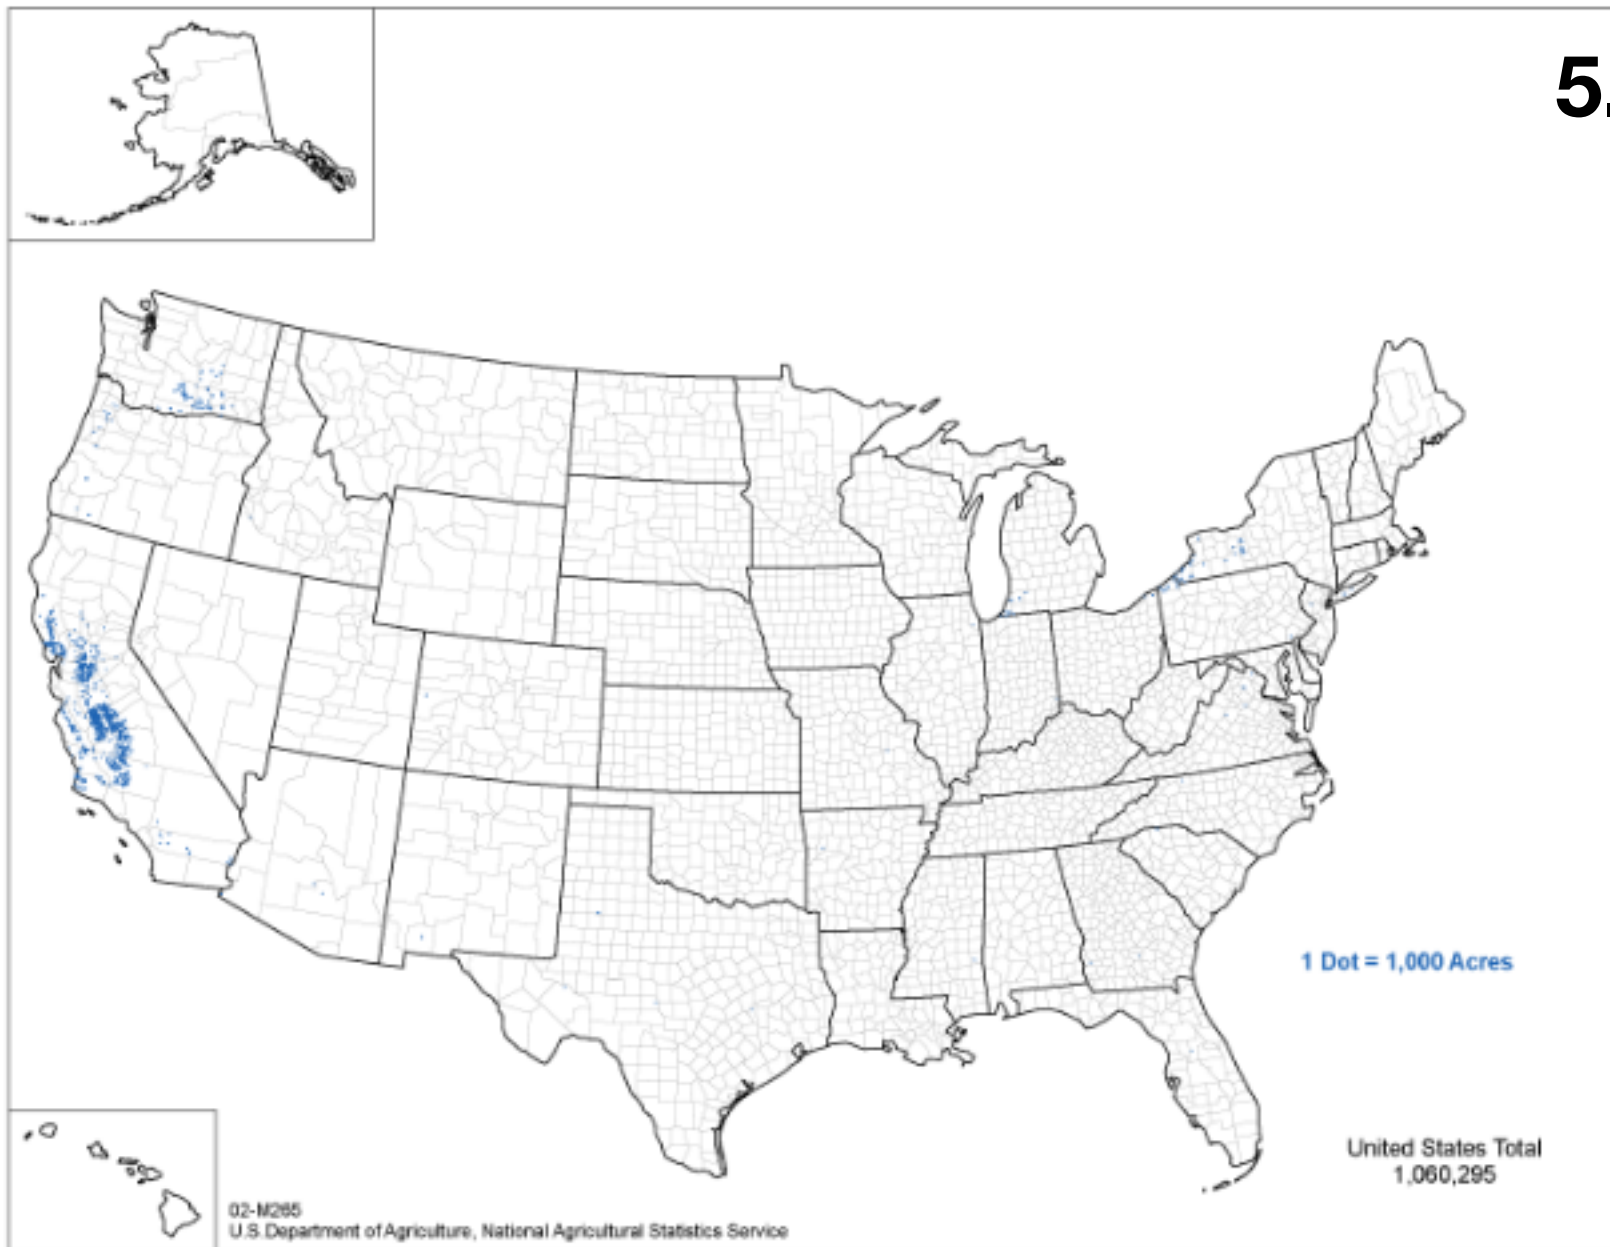 5.
1 Dot = 1,000 Acres
United States Total
1,060,295
02-M265
U.S. Department of Agriculture, National Agricultural Statistics Service